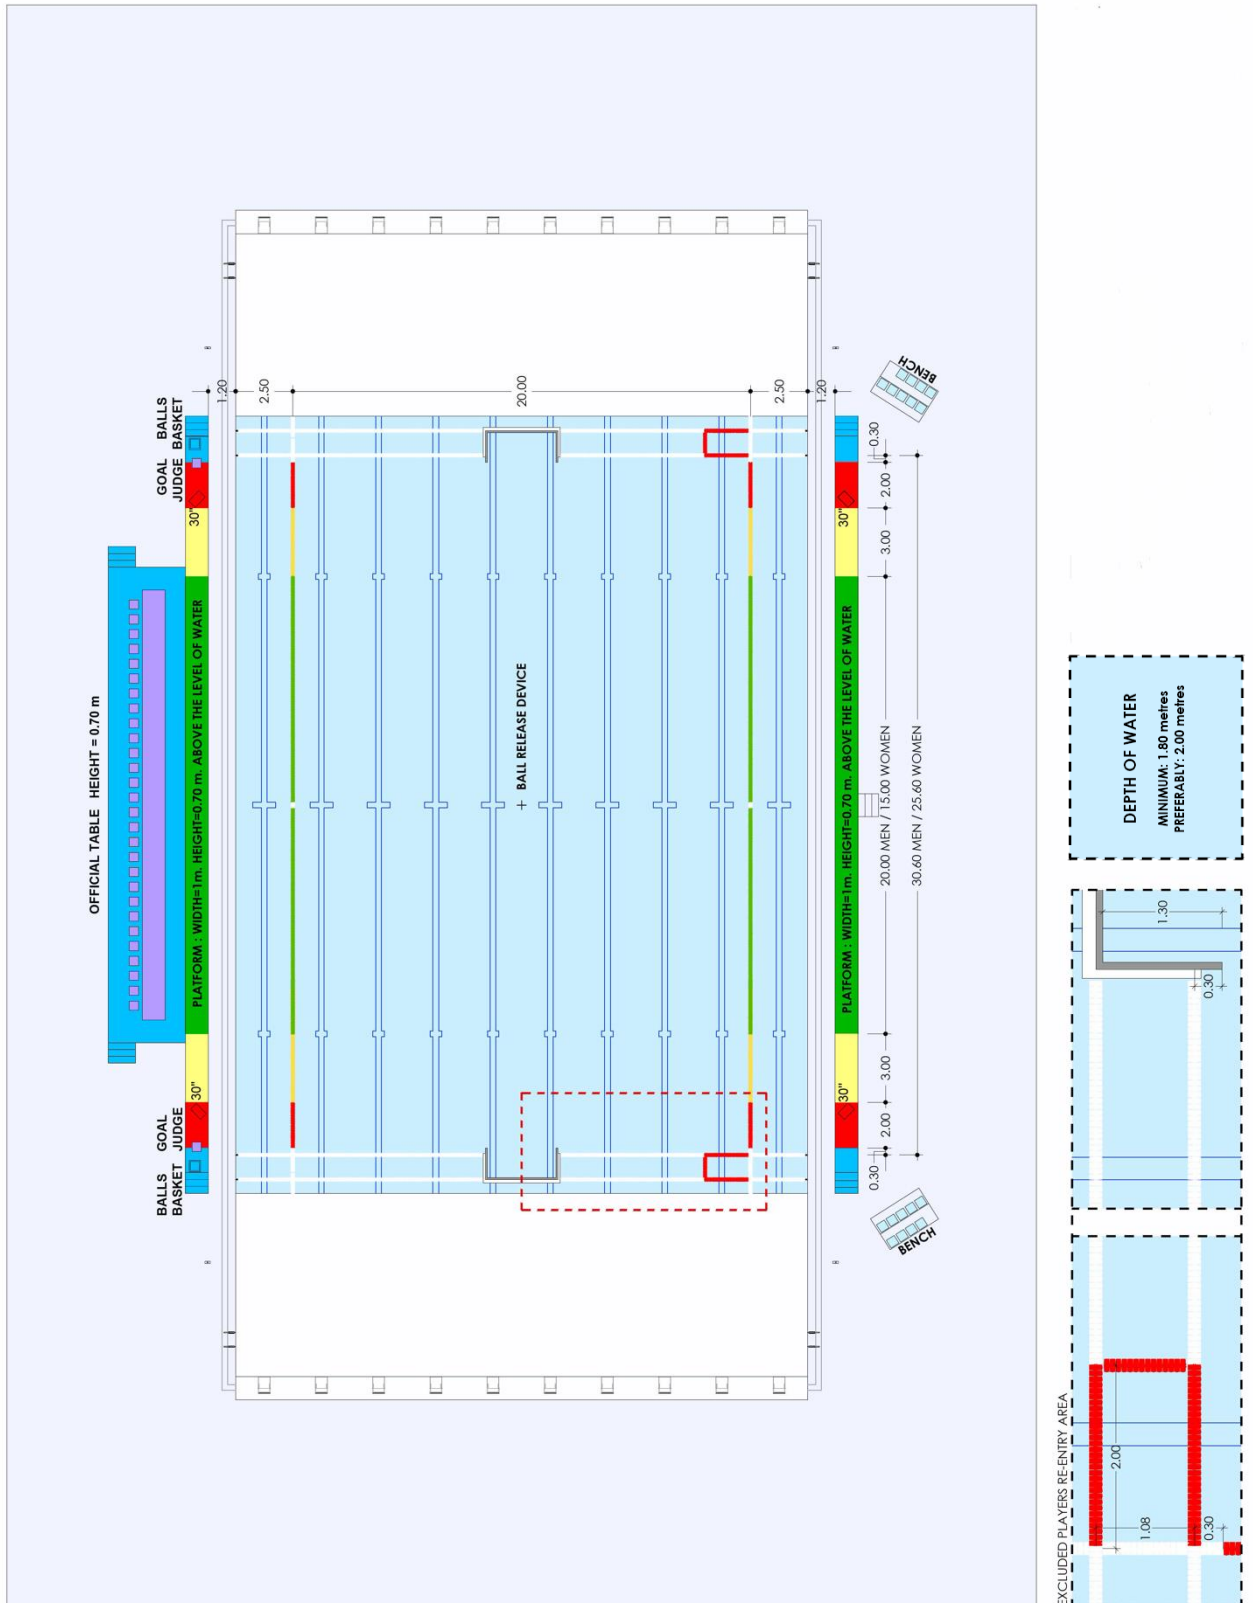 1.20
2.50
20.00
2.50
1.20
BALLS
BASKET
GOAL
JUDGE
30"
BENCH
0.30
2.00
30"
3.00
OFFICIAL TABLE HEIGHT = 0.70 m
PLATFORM : WIDTH=1m. HEIGHT=0.70 m. ABOVE THE LEVEL OF WATER
+ BALL RELEASE DEVICE
PLATFORM : WIDTH=1m. HEIGHT=0.70 m. ABOVE THE LEVEL OF WATER
20.00 MEN / 15.00 WOMEN
30.60 MEN / 25.60 WOMEN
30"
GOAL
JUDGE
BALLS
BASKET
30"
3.00
2.00
0.30
BENCH
DEPTH OF WATER
MINIMUM: 1.80 metres
PREFERABLY: 2.00 metres
1.30
0.30
EXCLUDED PLAYERS RE-ENTRY AREA
2.00
1.08
0.30